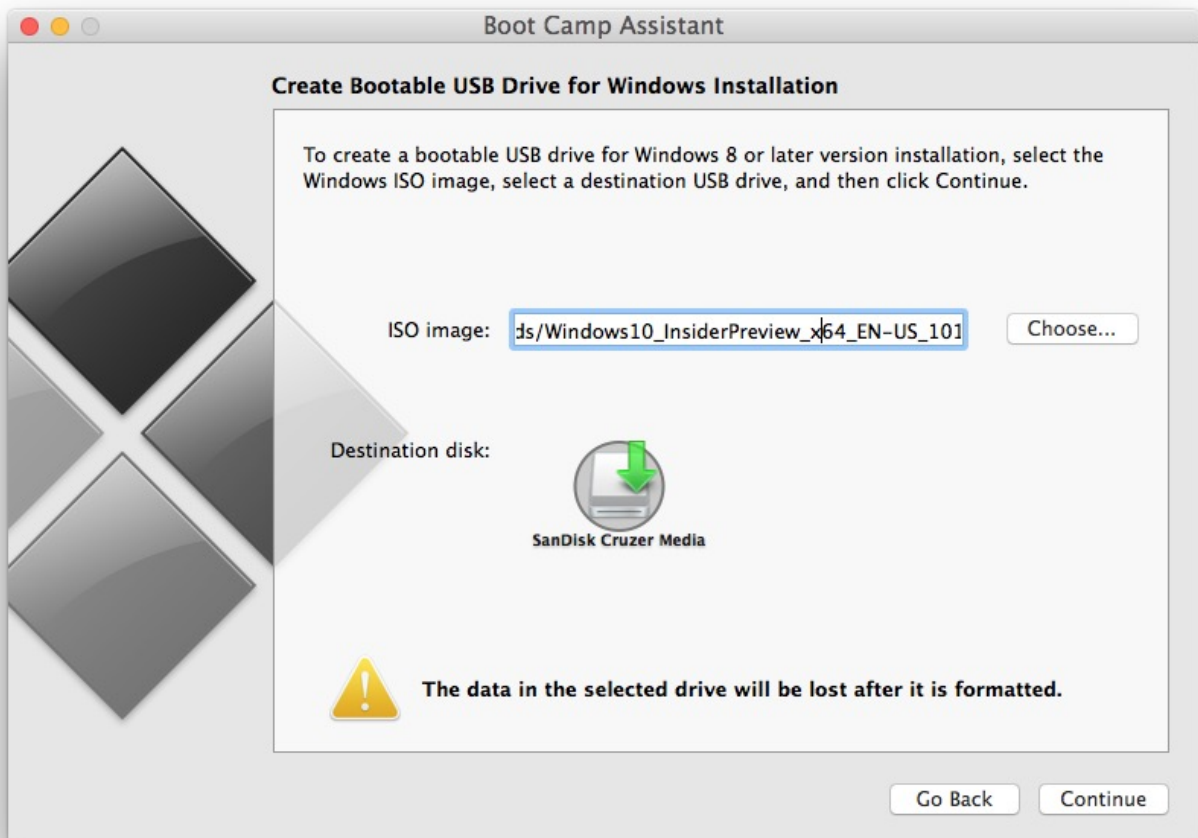 Boot Camp Assistant
Create Bootable USB Drive for Windows Installation
To create a bootable USB drive for Windows 8 or later version installation, select the
Windows ISO image, select a destination USB drive, and then click Continue.
ISO image:
ds/Windows10_InsiderPreview_x64_EN-US_101
Choose...
Destination disk:
SanDisk Cruzer Media
The data in the selected drive will be lost after it is formatted.
Go Back
Continue